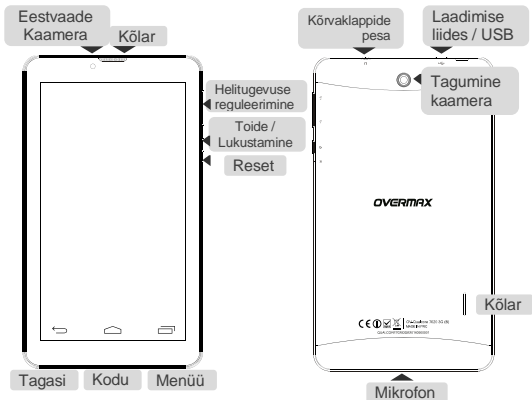 Eestvaade
Kaamera
Kõlar
Helitugevuse
reguleerimine
Toide /
Lukustamine
Reset
Tagasi
Kodu
Menüü
Kõrvaklappide
pesa
Laadimise
liides / USB
Tagumine
kaamera
OVERMAX
CE
Kõlar
Mikrofon